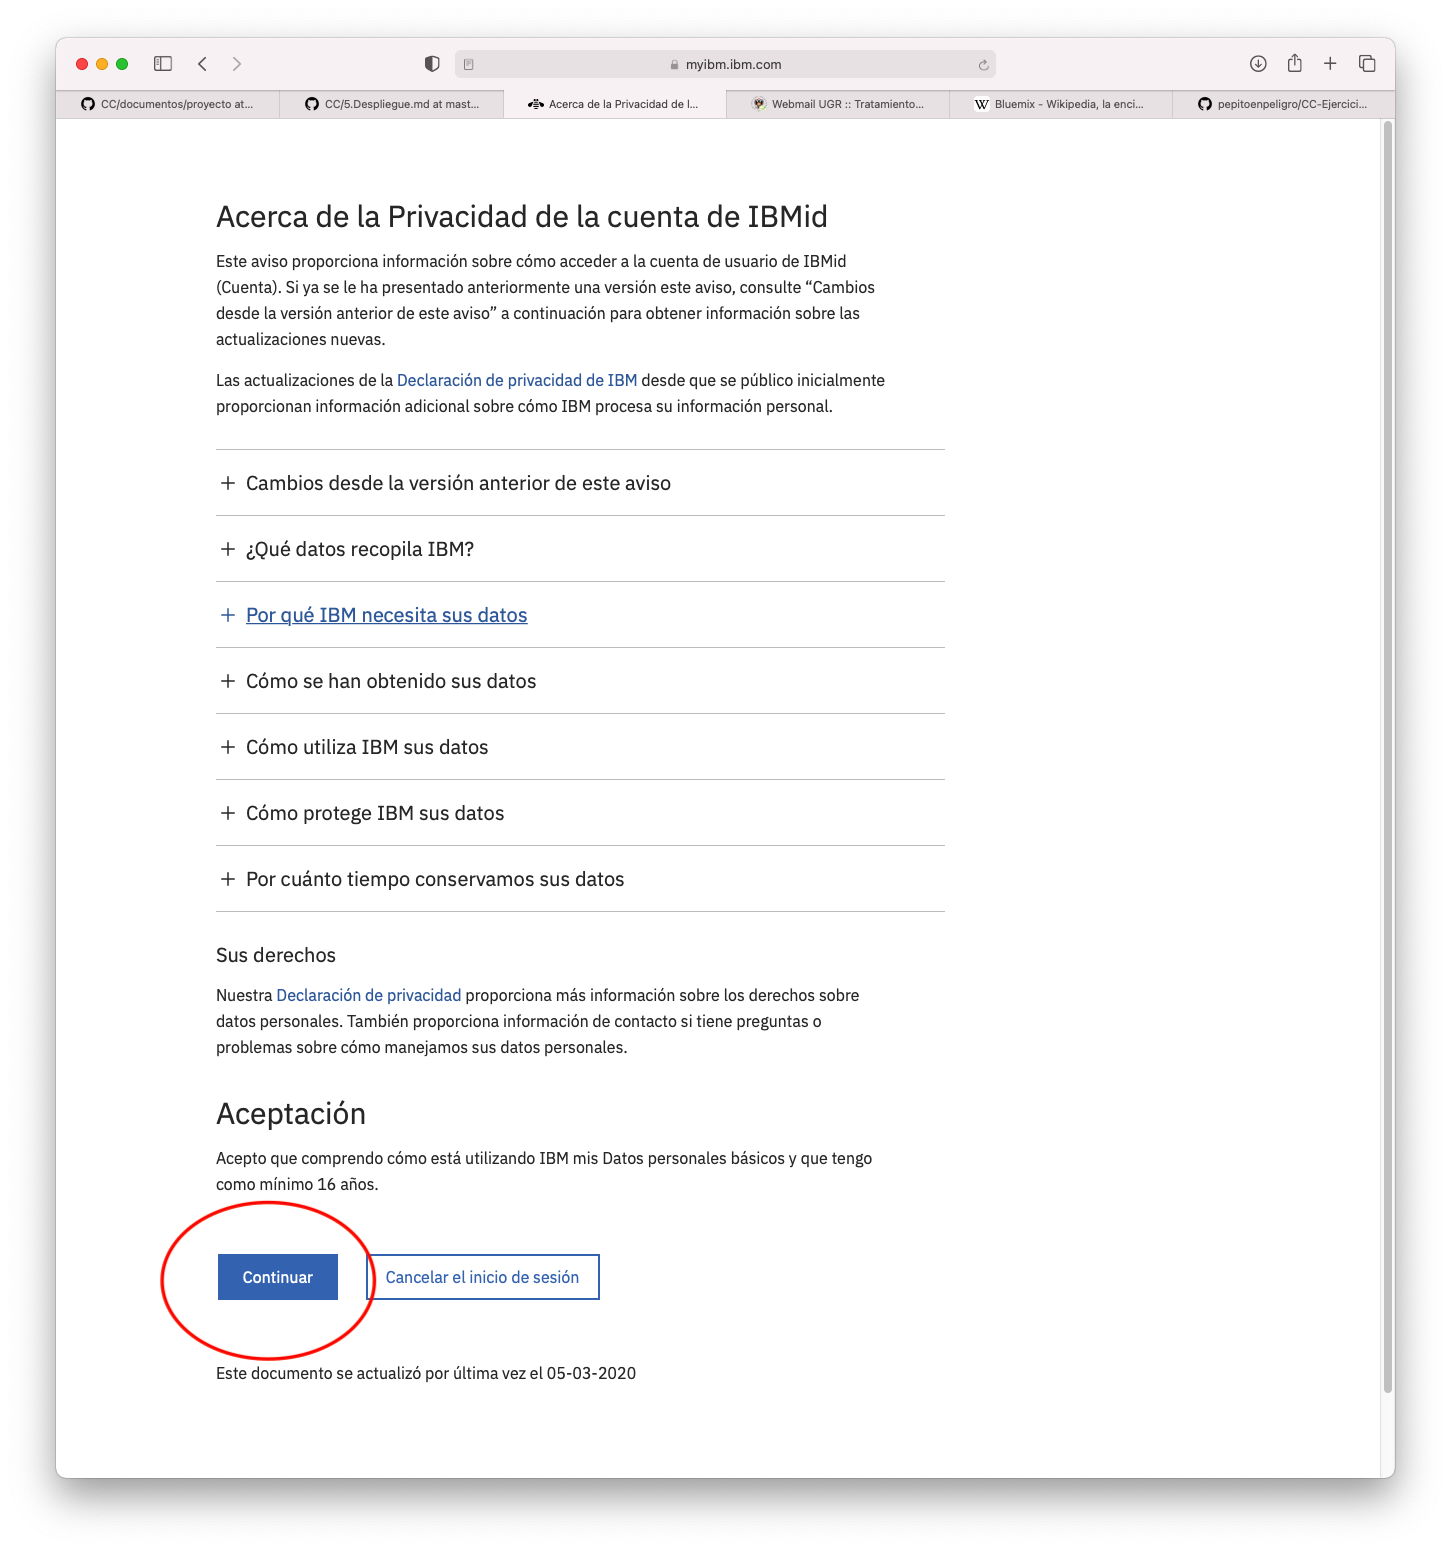 myibm.ibm.com
CC/documentos/proyecto at...
CC/5.Despliegue.md at mast...
Acerca de la Privacidad de l...
Webmail UGR :: Tratamiento...
W
Bluemix - Wikipedia, la enci...
pepitoenpeligro/CC-Ejercici...
Acerca de la Privacidad de la cuenta de IBMid
Este aviso proporciona información sobre cómo acceder a la cuenta de usuario de IBMid
(Cuenta). Si ya se le ha presentado anteriormente una versión este aviso, consulte “Cambios
desde la versión anterior de este aviso” a continuación para obtener información sobre las
actualizaciones nuevas.
Las actualizaciones de la Declaración de privacidad de IBM desde que se público inicialmente
proporcionan información adicional sobre cómo IBM procesa su información personal.
+ Cambios desde la versión anterior de este aviso
+ ¿Qué datos recopila IBM?
+ Por qué IBM necesita sus datos
+ Cómo se han obtenido sus datos
+ Cómo utiliza IBM sus datos
+ Cómo protege IBM sus datos
+ Por cuánto tiempo conservamos sus datos
Sus derechos
Nuestra Declaración de privacidad proporciona más información sobre los derechos sobre
datos personales. También proporciona información de contacto si tiene preguntas o
problemas sobre cómo manejamos sus datos personales.
Aceptación
Acepto que comprendo cómo está utilizando IBM mis Datos personales básicos y que tengo
como mínimo 16 años.
Continuar
Cancelar el inicio de sesión
Este documento se actualizó por última vez el 05-03-2020